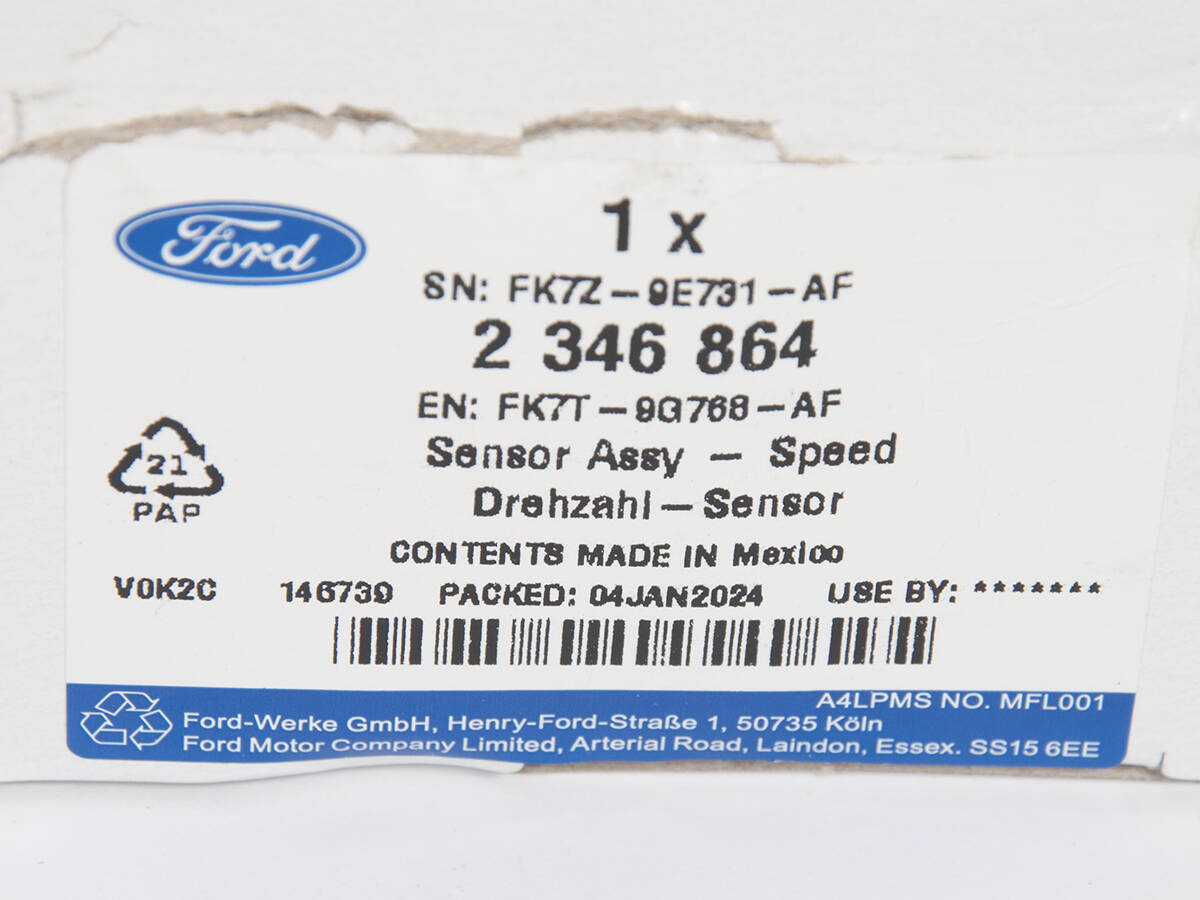 Ford
1 x
SN: FK7Z-9E731-AF
2 346 864
EN: FK7T-9G768-AF
Sensor Assy - Speed
Drehzahl-Sensor
21
PAP
CONTENTS MADE IN Mexico
V0K2C 146739 PACKED: 04JAN2024 USE BY: *******
A4LPMS NO. MFL001
Ford-Werke GmbH, Henry-Ford-Straße 1, 50735 Köln
Ford Motor Company Limited, Arterial Road, Laindon, Essex. SS15 6EE